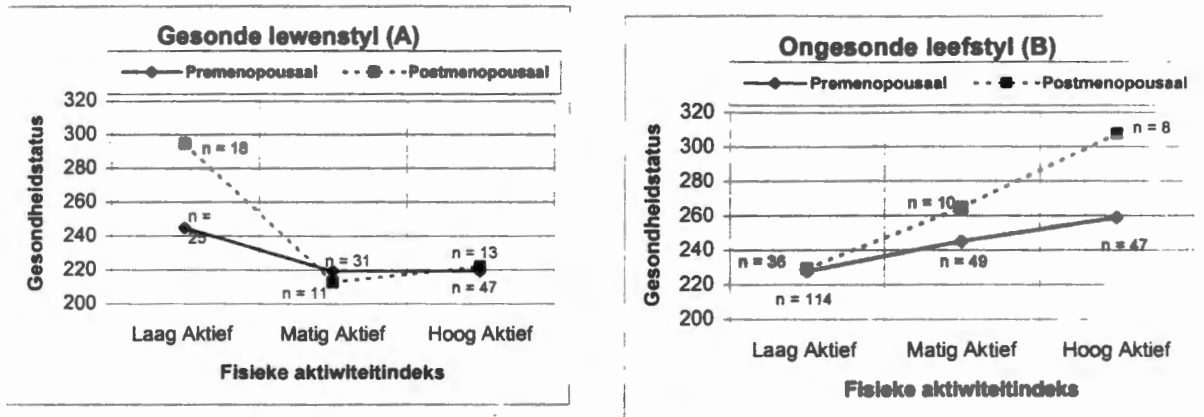 Gesonde lewenstyl (A)
Premenopousaal Postmenopousaal
Gesondheidstatus
320
300
280
260
240
220
200
n = 18
n =
25
n = 31
n = 11
n = 13
n = 47
Laag Aktief Matig Aktief Hoog Aktief
Fisieke aktiwiteitindeks
Ongesonde leefstyl (B)
Premenopousaal Postmenopousaal
Gesondheidstatus
320
300
280
260
240
220
200
n = 8
n = 10
n = 36
n = 49
n = 47
n = 114
Laag Aktief Matig Aktief Hoog Aktief
Fisieke aktiwiteitindeks